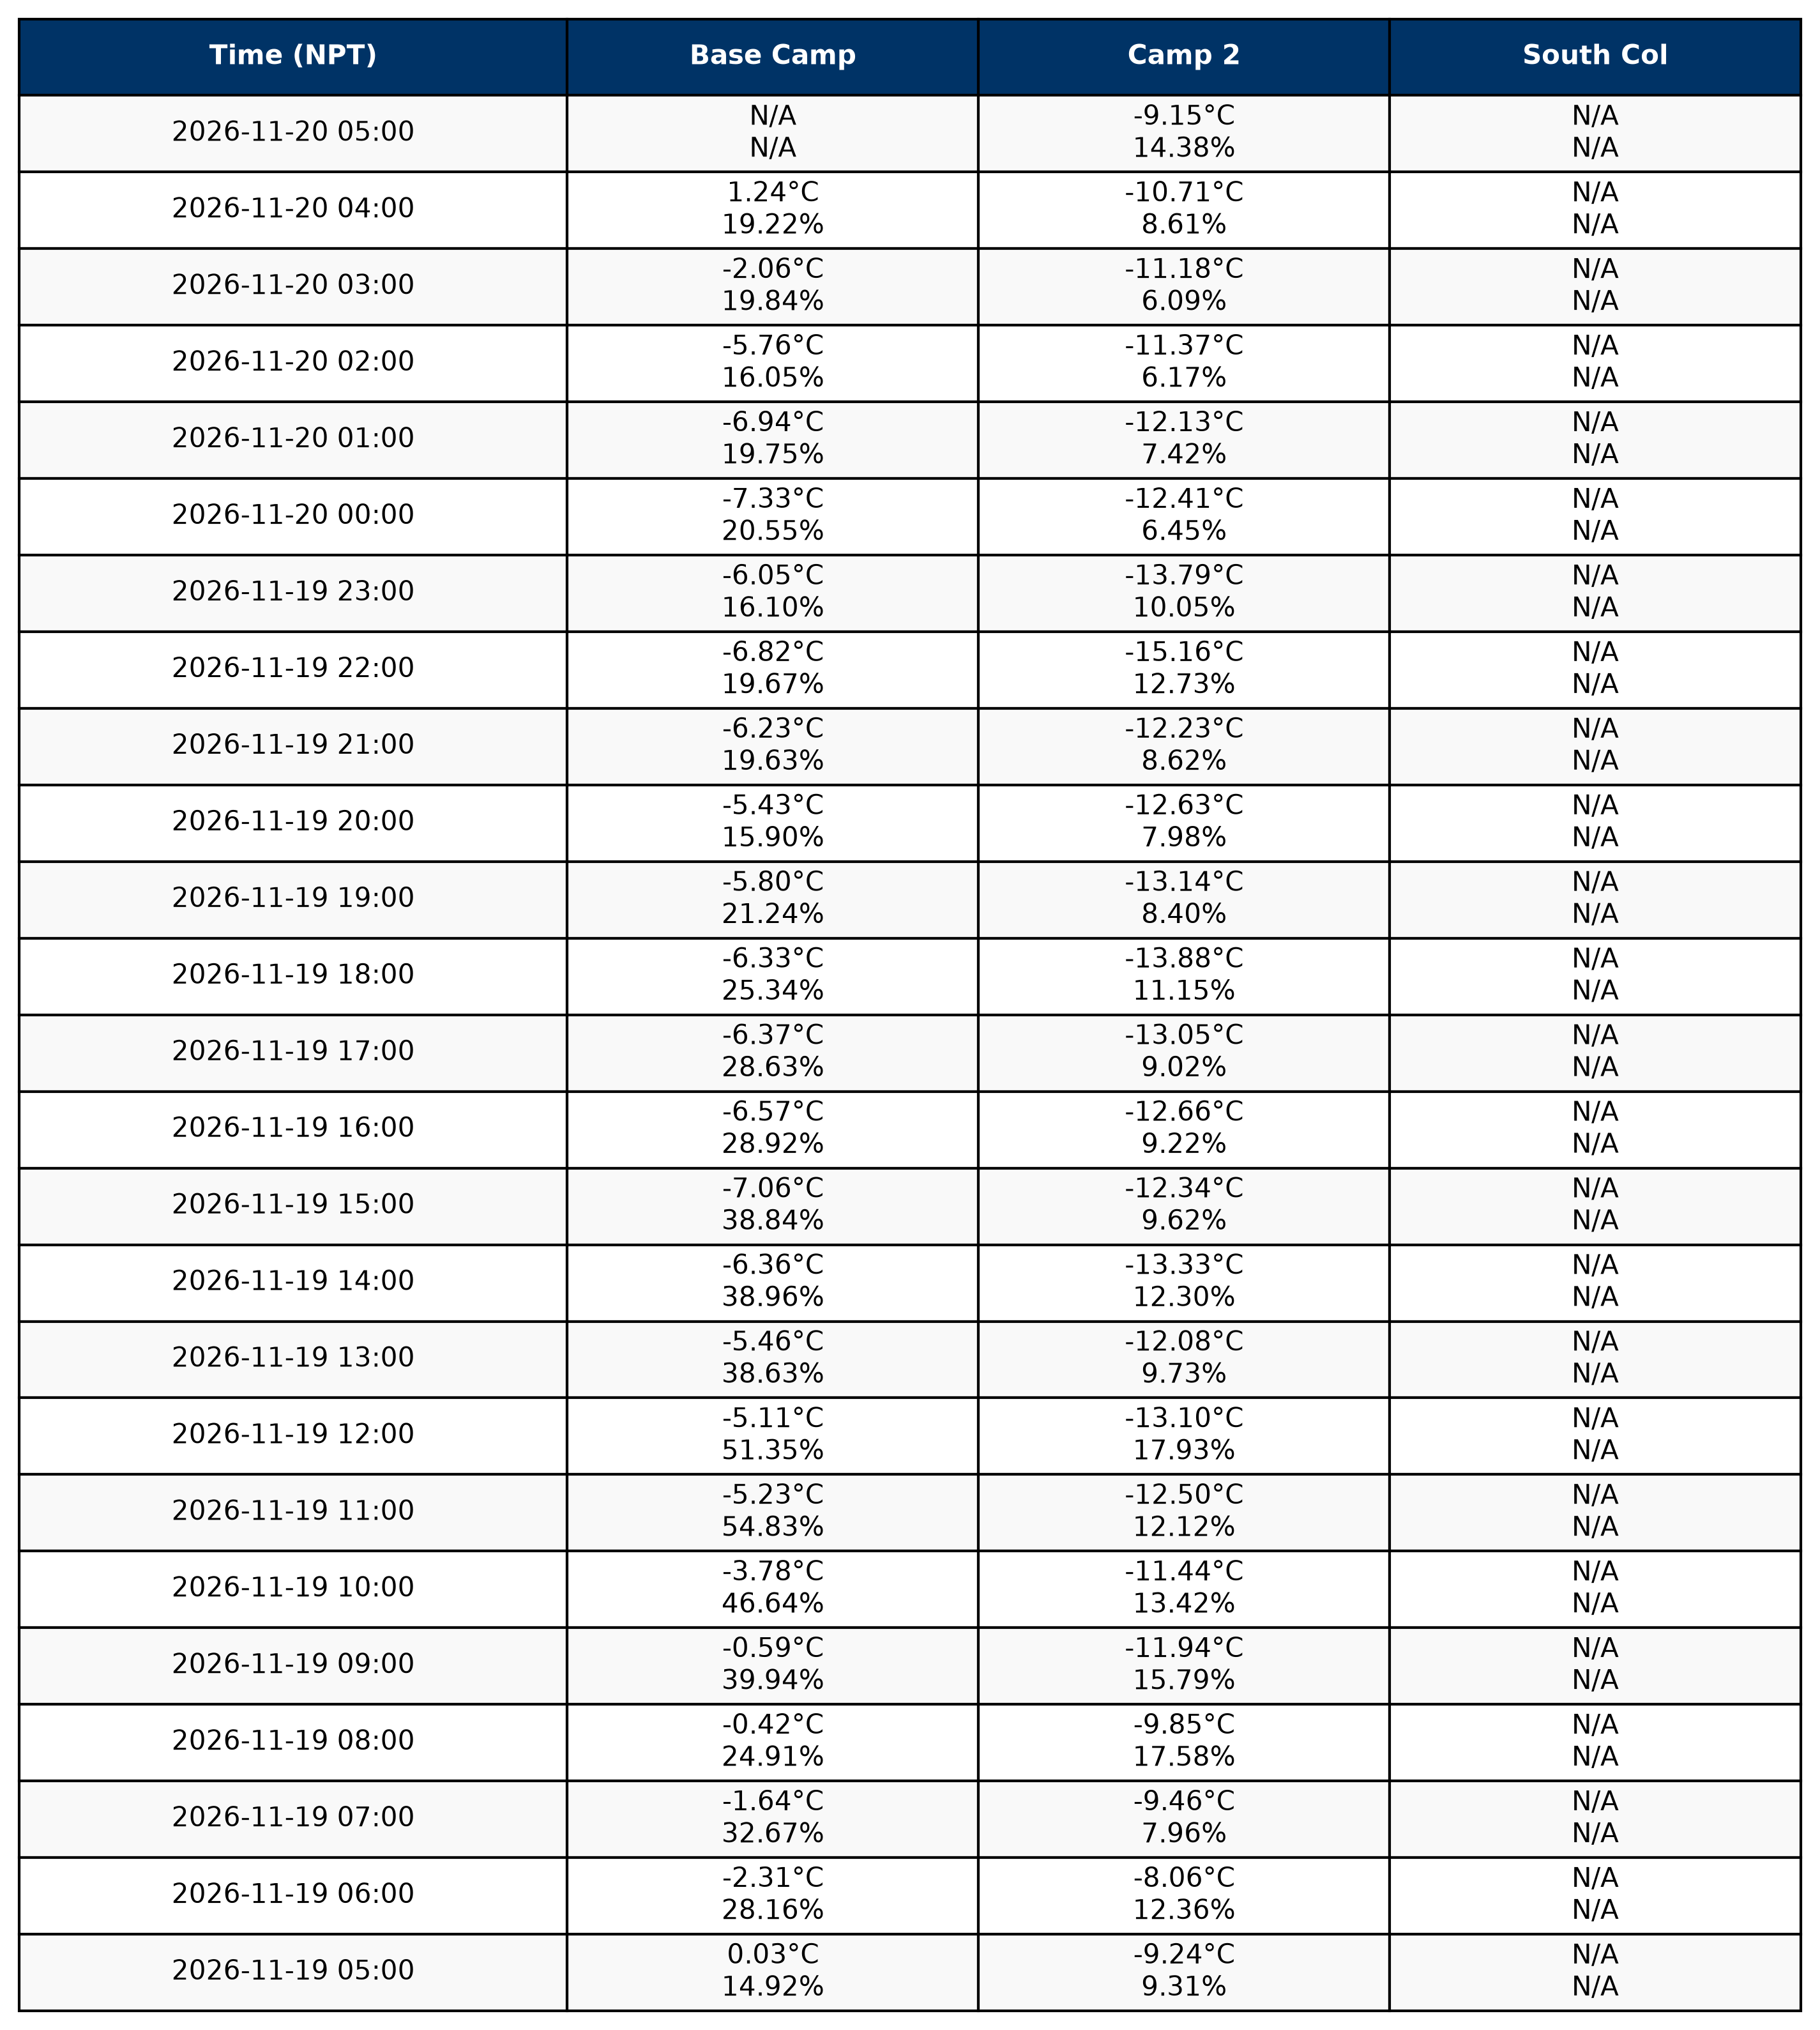 Time (NPT) Base Camp Camp 2 South Col
2026-11-20 05:00 N/A -9.15°C N/A
N/A 14.38% N/A
2026-11-20 04:00 1.24°C -10.71°C N/A
19.22% 8.61% N/A
2026-11-20 03:00 -2.06°C -11.18°C N/A
19.84% 6.09% N/A
2026-11-20 02:00 -5.76°C -11.37°C N/A
16.05% 6.17% N/A
2026-11-20 01:00 -6.94°C -12.13°C N/A
19.75% 7.42% N/A
2026-11-20 00:00 -7.33°C -12.41°C N/A
20.55% 6.45% N/A
2026-11-19 23:00 -6.05°C -13.79°C N/A
16.10% 10.05% N/A
2026-11-19 22:00 -6.82°C -15.16°C N/A
19.67% 12.73% N/A
2026-11-19 21:00 -6.23°C -12.23°C N/A
19.63% 8.62% N/A
2026-11-19 20:00 -5.43°C -12.63°C N/A
15.90% 7.98% N/A
2026-11-19 19:00 -5.80°C -13.14°C N/A
21.24% 8.40% N/A
2026-11-19 18:00 -6.33°C -13.88°C N/A
25.34% 11.15% N/A
2026-11-19 17:00 -6.37°C -13.05°C N/A
28.63% 9.02% N/A
2026-11-19 16:00 -6.57°C -12.66°C N/A
28.92% 9.22% N/A
2026-11-19 15:00 -7.06°C -12.34°C N/A
38.84% 9.62% N/A
2026-11-19 14:00 -6.36°C -13.33°C N/A
38.96% 12.30% N/A
2026-11-19 13:00 -5.46°C -12.08°C N/A
38.63% 9.73% N/A
2026-11-19 12:00 -5.11°C -13.10°C N/A
51.35% 17.93% N/A
2026-11-19 11:00 -5.23°C -12.50°C N/A
54.83% 12.12% N/A
2026-11-19 10:00 -3.78°C -11.44°C N/A
46.64% 13.42% N/A
2026-11-19 09:00 -0.59°C -11.94°C N/A
39.94% 15.79% N/A
2026-11-19 08:00 -0.42°C -9.85°C N/A
24.91% 17.58% N/A
2026-11-19 07:00 -1.64°C -9.46°C N/A
32.67% 7.96% N/A
2026-11-19 06:00 -2.31°C -8.06°C N/A
28.16% 12.36% N/A
2026-11-19 05:00 0.03°C -9.24°C N/A
14.92% 9.31% N/A